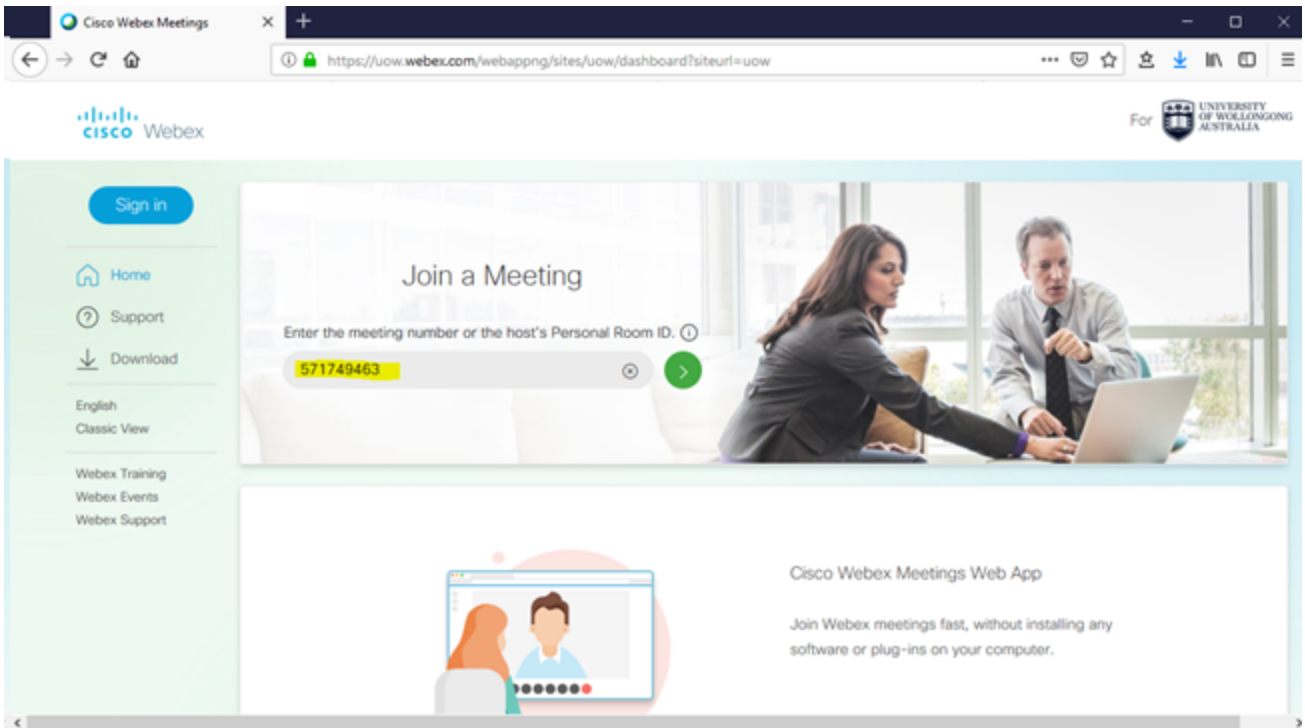 Cisco Webex Meetings
https://uow.webex.com/webappng/sites/uow/dashboard?siteurl=uow
CISCO Webex
For UNIVERSITY
OF WOLLONGONG
AUSTRALIA
Sign in
Home
Support
Download
English
Classic View
Webex Training
Webex Events
Webex Support
Join a Meeting
Enter the meeting number or the host's Personal Room ID.
571749463
Cisco Webex Meetings Web App
Join Webex meetings fast, without installing any
software or plug-ins on your computer.